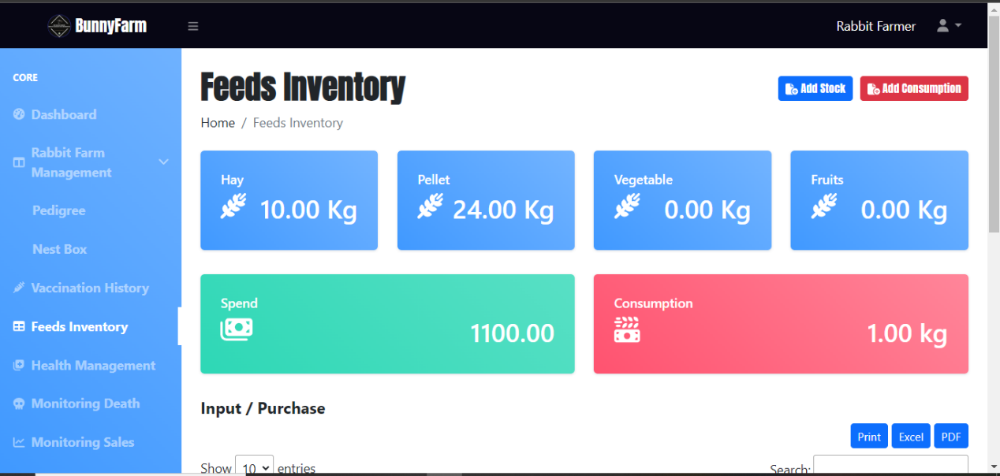 BunnyFarm
Rabbit Farmer
CORE
Dashboard
Rabbit Farm
Management
Pedigree
Nest Box
Vaccination History
Feeds Inventory
Health Management
Monitoring Death
Monitoring Sales
Feeds Inventory
Add Stock
Add Consumption
Home / Feeds Inventory
Hay
10.00 Kg
Pellet
24.00 Kg
Vegetable
0.00 Kg
Fruits
0.00 Kg
Spend
1100.00
Consumption
1.00 kg
Input / Purchase
Print
Excel
PDF
Show 10 entries
Search: